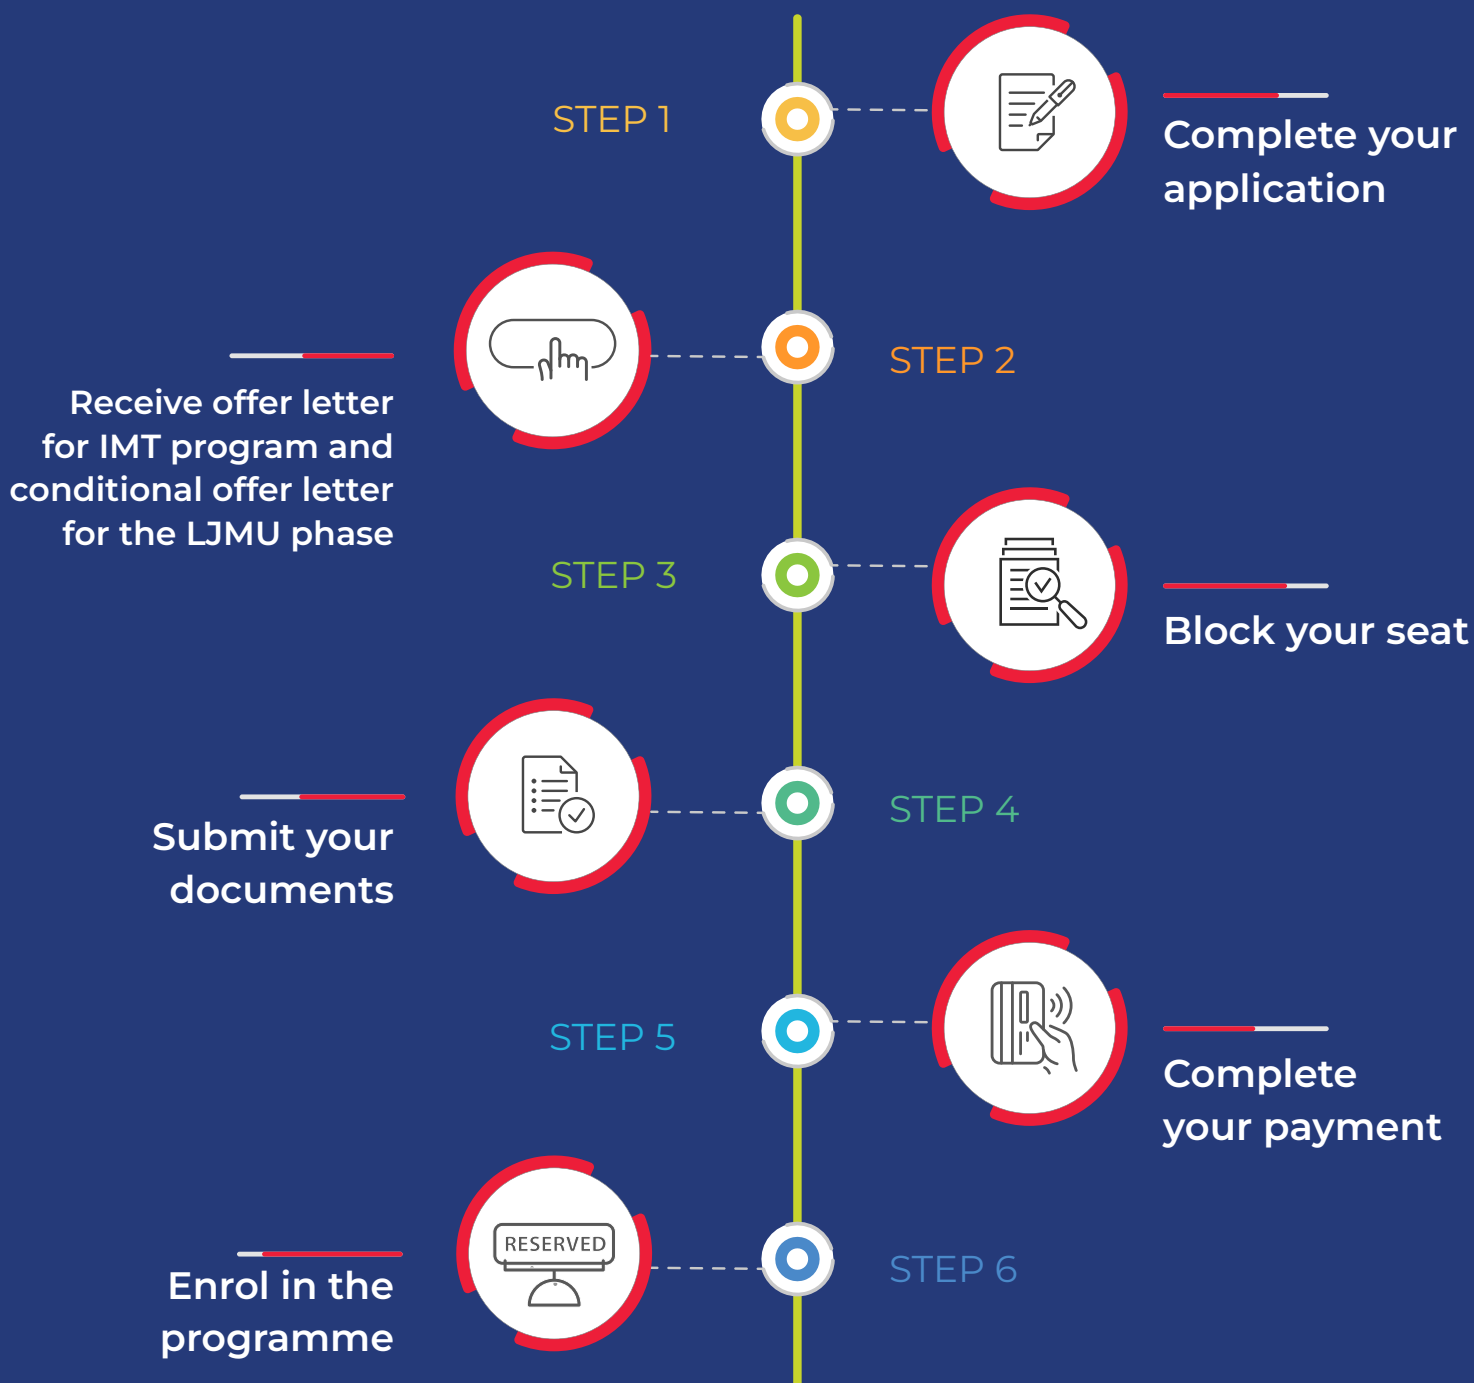 STEP 1
Complete your
application
STEP 2
Receive offer letter
for IMT program and
conditional offer letter
for the LJMU phase
STEP 3
Block your seat
STEP 4
Submit your
documents
STEP 5
Complete
your payment
STEP 6
RESERVED
Enrol in the
programme